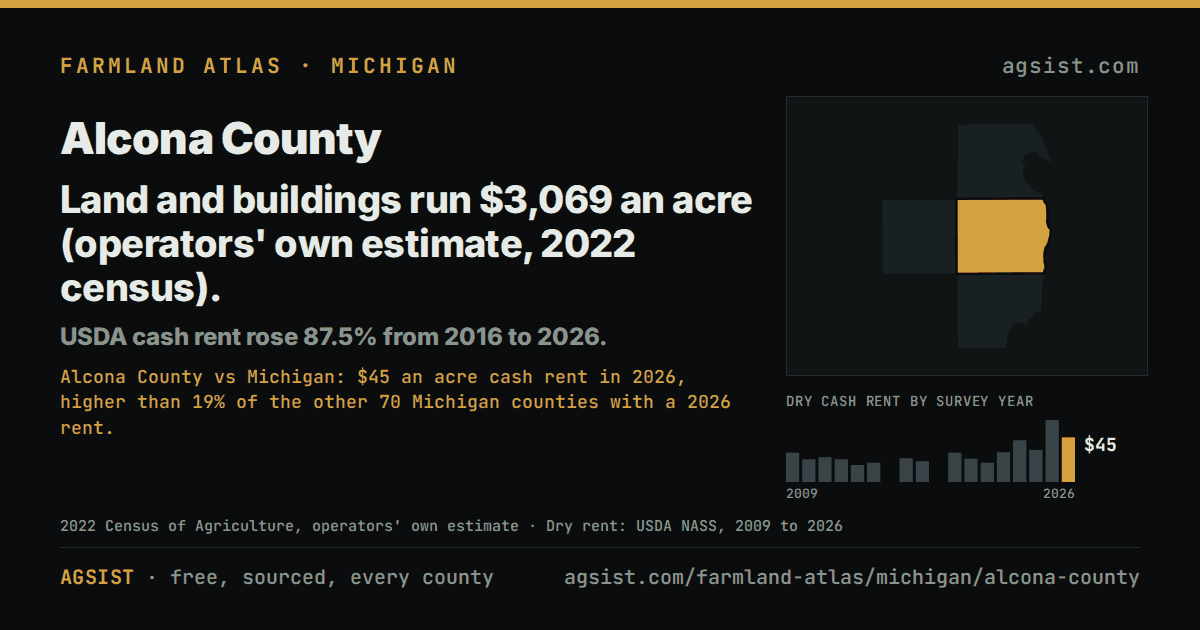 FARMLAND ATLAS · MICHIGAN
agsist.com
Alcona County
Land and buildings run $3,069 an acre
(operators' own estimate, 2022
census).
USDA cash rent rose 87.5% from 2016 to 2026.
Alcona County vs Michigan: $45 an acre cash rent in 2026,
higher than 19% of the other 70 Michigan counties with a 2026
rent.
DRY CASH RENT BY SURVEY YEAR
$45
2009
2026
2022 Census of Agriculture, operators' own estimate · Dry rent: USDA NASS, 2009 to 2026
AGSIST · free, sourced, every county
agsist.com/farmland-atlas/michigan/alcona-county